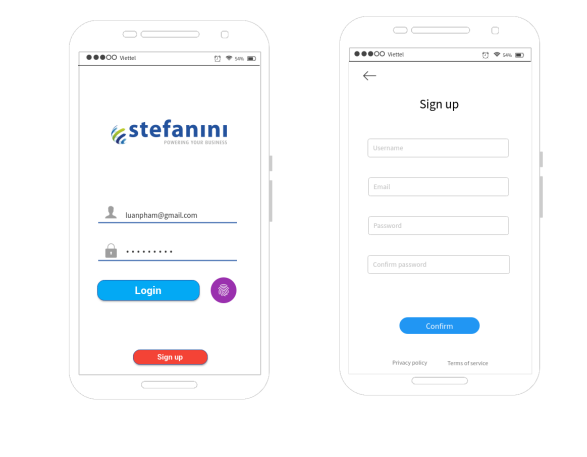 Viettel
54%
stefanini
POWERING YOUR BUSINESS
luanpham@gmail.com
•••••••••
Login
Sign up
Viettel
54%
Sign up
Username
Email
Password
Confirm password
Confirm
Privacy policy
Terms of service